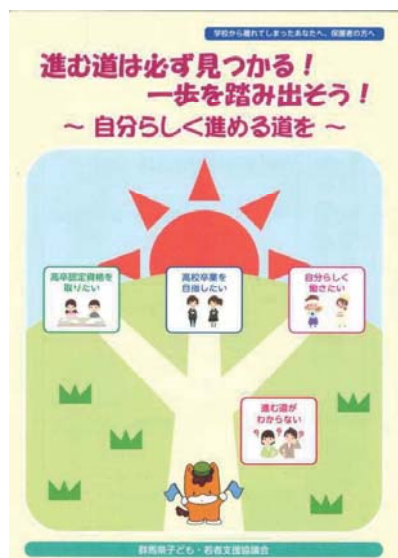 学校から離れてしまったあなたへ、保護者の方へ
進む道は必ず見つかる！
一歩を踏み出そう！
～ 自分らしく進める道を ～
高卒認定資格を
取りたい
高校卒業を
目指したい
自分らしく
働きたい
進む道が
わからない
群馬県子ども・若者支援協議会